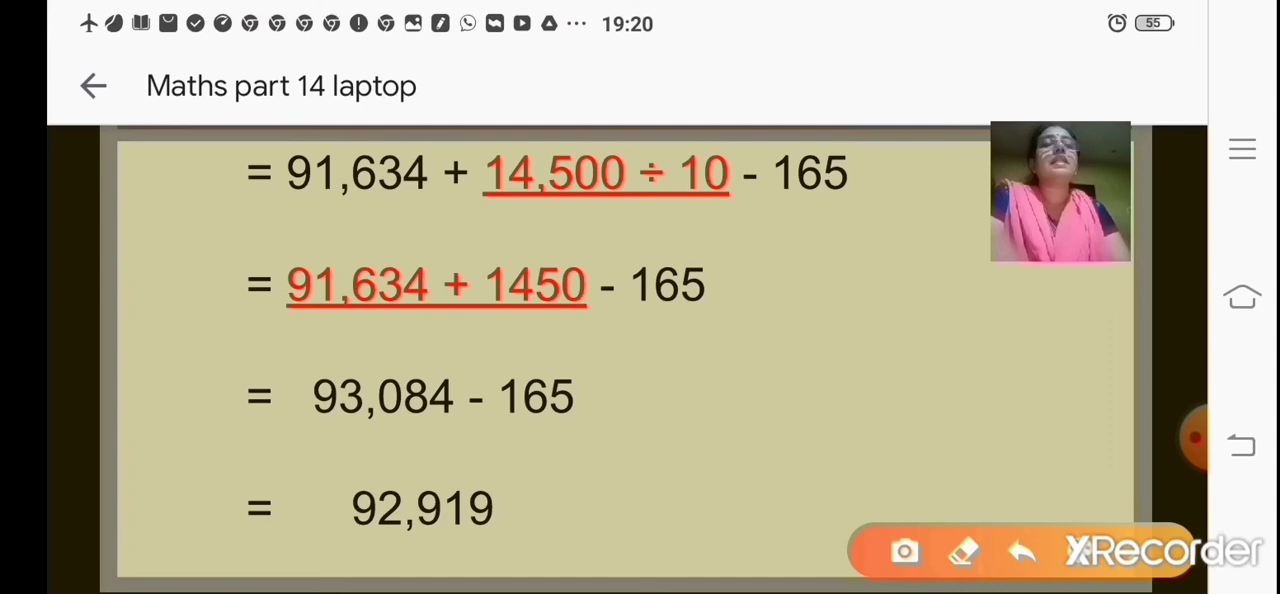 19:20
55
Maths part 14 laptop
= 91,634 + 14,500 ÷ 10 - 165
= 91,634 + 1450 - 165
= 93,084 - 165
= 92,919
XRecorder